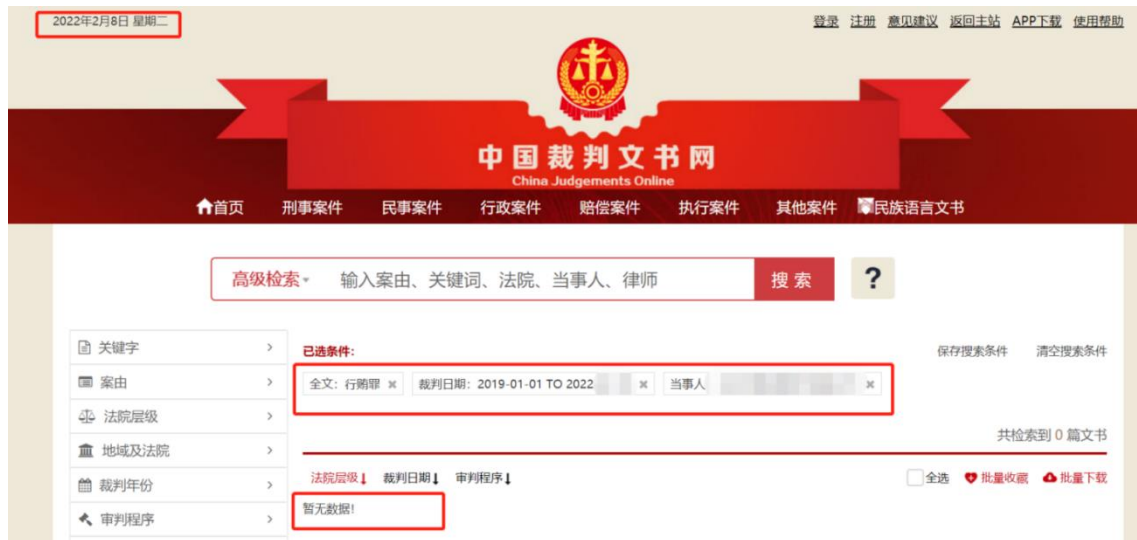 2022年2月8日 星期二
登录 注册 意见建议 返回主站 APP下载 使用帮助
中国裁判文书网
China Judgements Online
首页 刑事案件 民事案件 行政案件 赔偿案件 执行案件 其他案件 民族语言文书
高级检索 输入案由、关键词、法院、当事人、律师 搜索 ?
关键字
案由
法院层级
地域及法院
裁判年份
审判程序
已选条件:
保存搜索条件 清空搜索条件
全文: 行贿罪 × 裁判日期: 2019-01-01 TO 2022 × 当事人 ×
共检索到 0 篇文书
法院层级↓ 裁判日期↓ 审判程序↓
全选 批量收藏 批量下载
暂无数据!